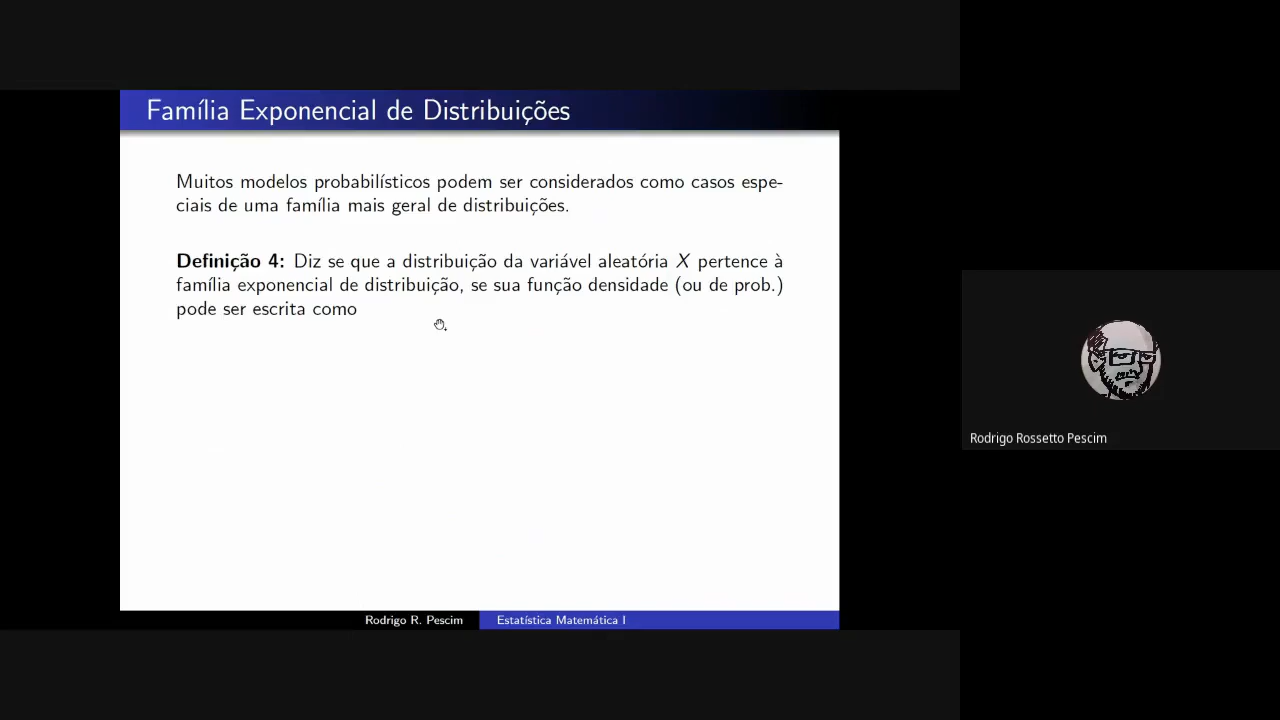 Família Exponencial de Distribuições
Muitos modelos probabilísticos podem ser considerados como casos espe-
ciais de uma família mais geral de distribuições.
Definição 4: Diz se que a distribuição da variável aleatória X pertence à
família exponencial de distribuição, se sua função densidade (ou de prob.)
pode ser escrita como
Rodrigo Rossetto Pescim
Rodrigo R. Pescim
Estatística Matemática I